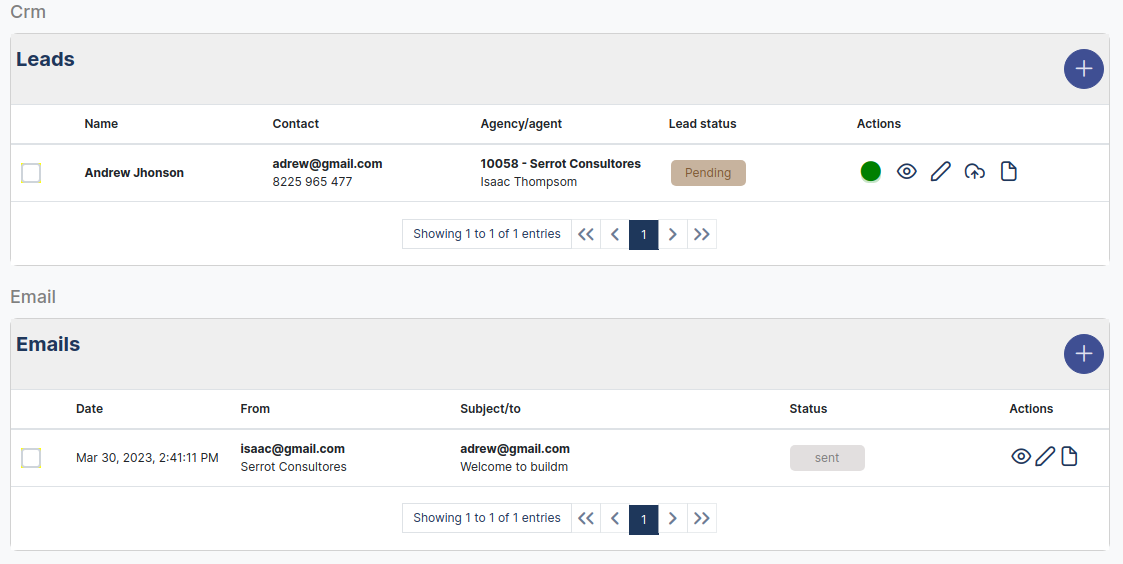 Crm
Leads
Name Contact Agency/agent Lead status Actions
Andrew Jhonson adrew@gmail.com 10058 - Serrot Consultores Pending
8225 965 477 Isaac Thompsom
Showing 1 to 1 of 1 entries 1
Email
Emails
Date From Subject/to Status Actions
Mar 30, 2023, 2:41:11 PM isaac@gmail.com adrew@gmail.com sent
Serrot Consultores Welcome to buildm
Showing 1 to 1 of 1 entries 1